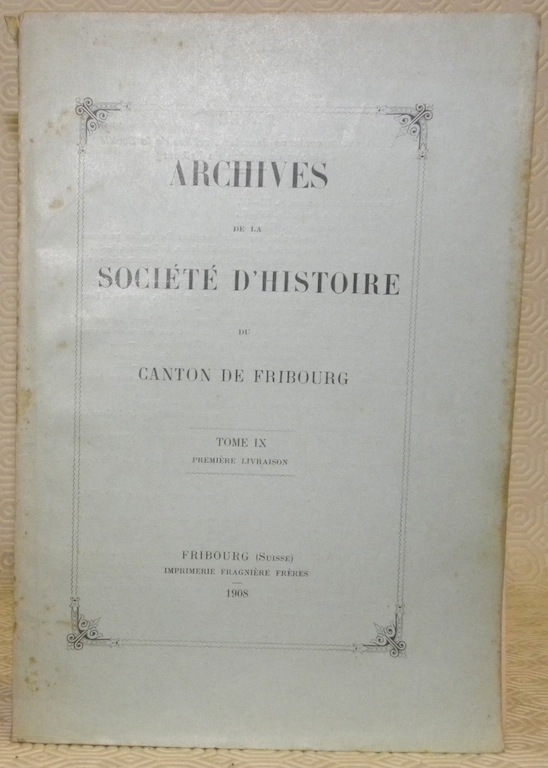 ARCHIVES
DE LA
SOCIÉTÉ D'HISTOIRE
DU
CANTON DE FRIBOURG
TOME IX
PREMIÈRE LIVRAISON
FRIBOURG (SUISSE)
IMPRIMERIE FRAGNIÈRE FRÈRES
1908